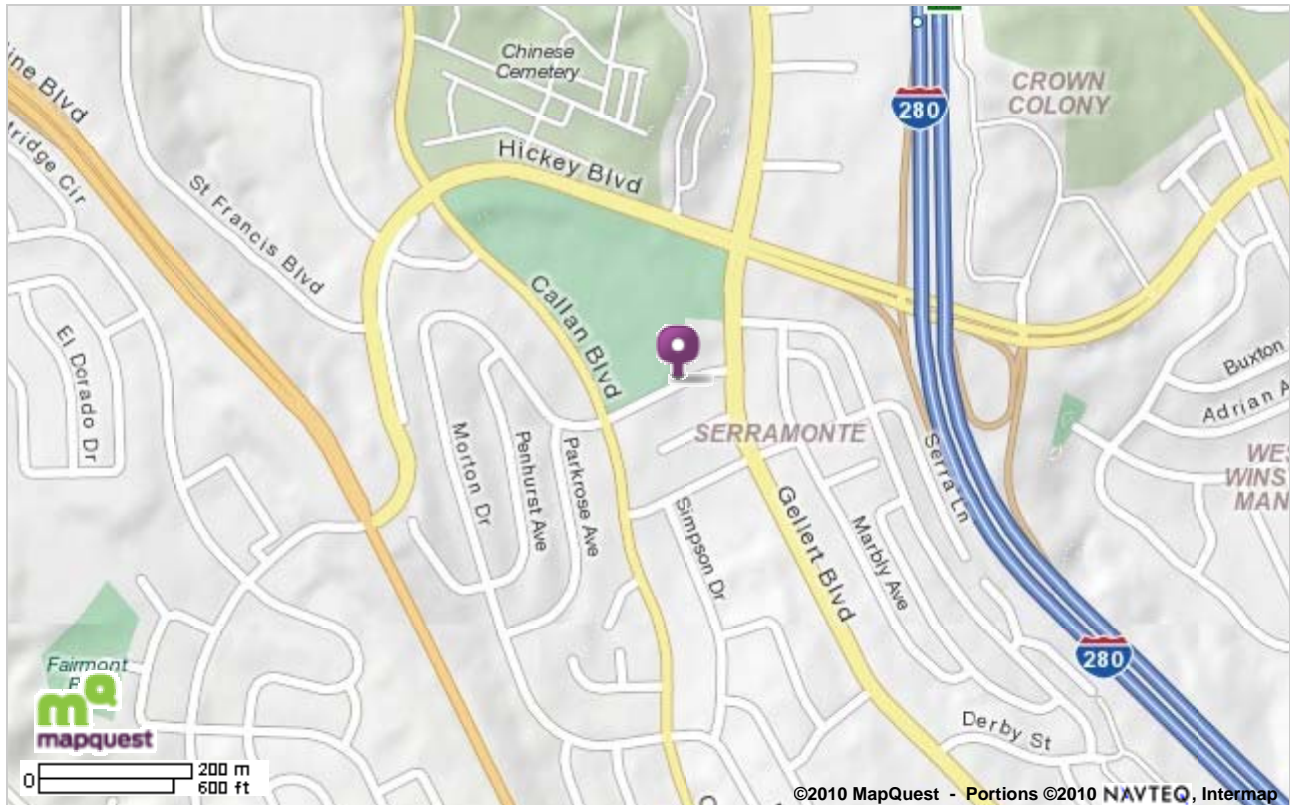 Chinese
Cemetery
CROWN
COLONY
280
ine Blvd
tridge Cir
Hickey Blvd
St Francis Blvd
Callan Blvd
El Dorado Dr
Buxton
Adrian A
SERRAMONTE
WES
WINS
MAN
Morton Dr
Penhurst Ave
Parkrose Ave
Serra Ln
Simpson Dr
Gellert Blvd
Marbly Ave
280
Fairmont
P
mq
mapquest
Derby St
0
200 m
600 ft
©2010 MapQuest - Portions ©2010 NAVTEQ, Intermap